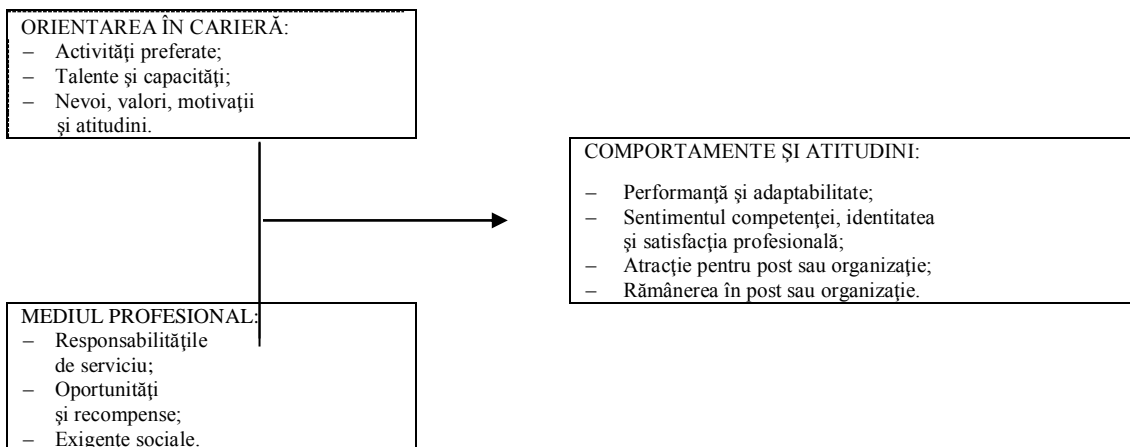 ORIENTAREA ÎN CARIERĂ:
– Activităţi preferate;
– Talente şi capacităţi;
– Nevoi, valori, motivaţii
şi atitudini.
COMPORTAMENTE ŞI ATITUDINI:
– Performanţă şi adaptabilitate;
– Sentimentul competenţei, identitatea
şi satisfacţia profesională;
– Atracţie pentru post sau organizaţie;
– Rămânerea în post sau organizaţie.
MEDIUL PROFESIONAL:
– Responsabilităţile
de serviciu;
– Oportunităţi
şi recompense;
– Exigenţe sociale.